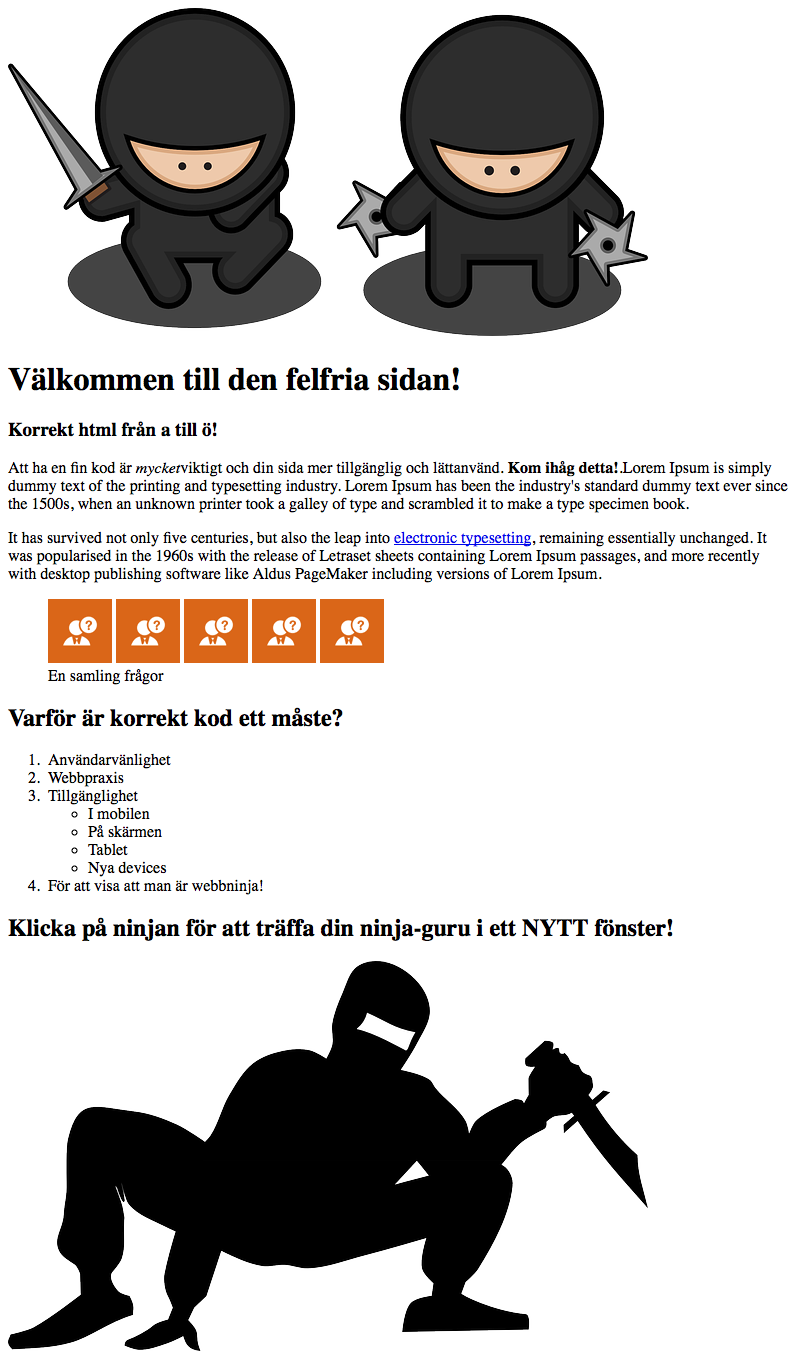 Välkommen till den felfria sidan!
Korrekt html från a till ö!
Att ha en fin kod är mycketviktigt och din sida mer tillgänglig och lättanvänd. Kom ihåg detta!.Lorem Ipsum is simply
dummy text of the printing and typesetting industry. Lorem Ipsum has been the industry's standard dummy text ever since
the 1500s, when an unknown printer took a galley of type and scrambled it to make a type specimen book.
It has survived not only five centuries, but also the leap into electronic typesetting, remaining essentially unchanged. It
was popularised in the 1960s with the release of Letraset sheets containing Lorem Ipsum passages, and more recently
with desktop publishing software like Aldus PageMaker including versions of Lorem Ipsum.
? ? ? ? ?
En samling frågor
Varför är korrekt kod ett måste?
1. Användarvänlighet
2. Webbpraxis
3. Tillgänglighet
I mobilen
På skärmen
Tablet
Nya devices
4. För att visa att man är webbninja!
Klicka på ninjan för att träffa din ninja-guru i ett NYTT fönster!